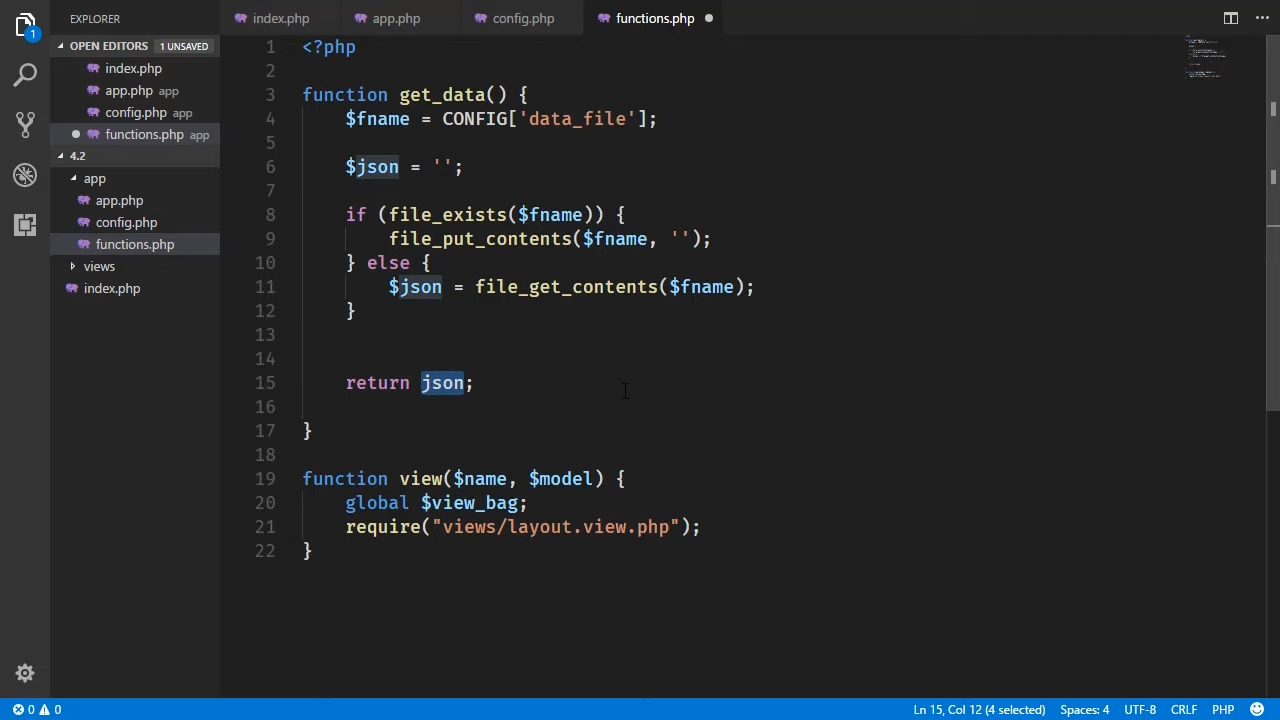 EXPLORER
index.php
app.php
config.php
functions.php
1
OPEN EDITORS 1 UNSAVED
index.php
app.php app
config.php app
functions.php app
4.2
app
app.php
config.php
functions.php
views
index.php
1 <?php
2
3 function get_data() {
4 $fname = CONFIG['data_file'];
5
6 $json = '';
7
8 if (file_exists($fname)) {
9 file_put_contents($fname, '');
10 } else {
11 $json = file_get_contents($fname);
12 }
13
14
15 return json;
16
17 }
18
19 function view($name, $model) {
20 global $view_bag;
21 require("views/layout.view.php");
22 }
0 0
Ln 15, Col 12 (4 selected)
Spaces: 4
UTF-8
CRLF
PHP